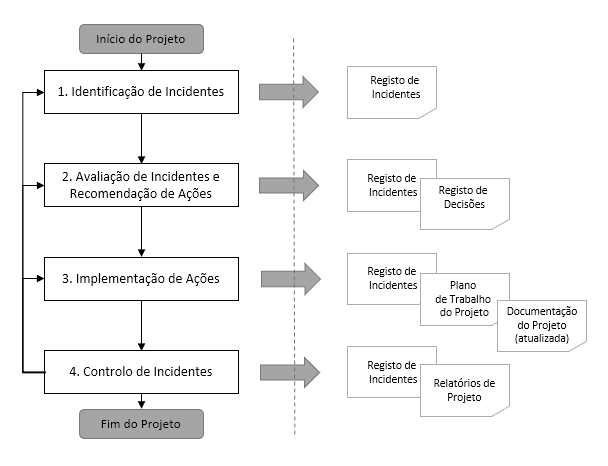 Início do Projeto
1. Identificação de Incidentes
Registo de
Incidentes
2. Avaliação de Incidentes e
Recomendação de Ações
Registo de
Incidentes
Registo de
Decisões
3. Implementação de Ações
Registo de
Incidentes
Plano
de Trabalho
do Projeto
Documentação
do Projeto
(atualizada)
4. Controlo de Incidentes
Registo de
Incidentes
Relatórios de
Projeto
Fim do Projeto